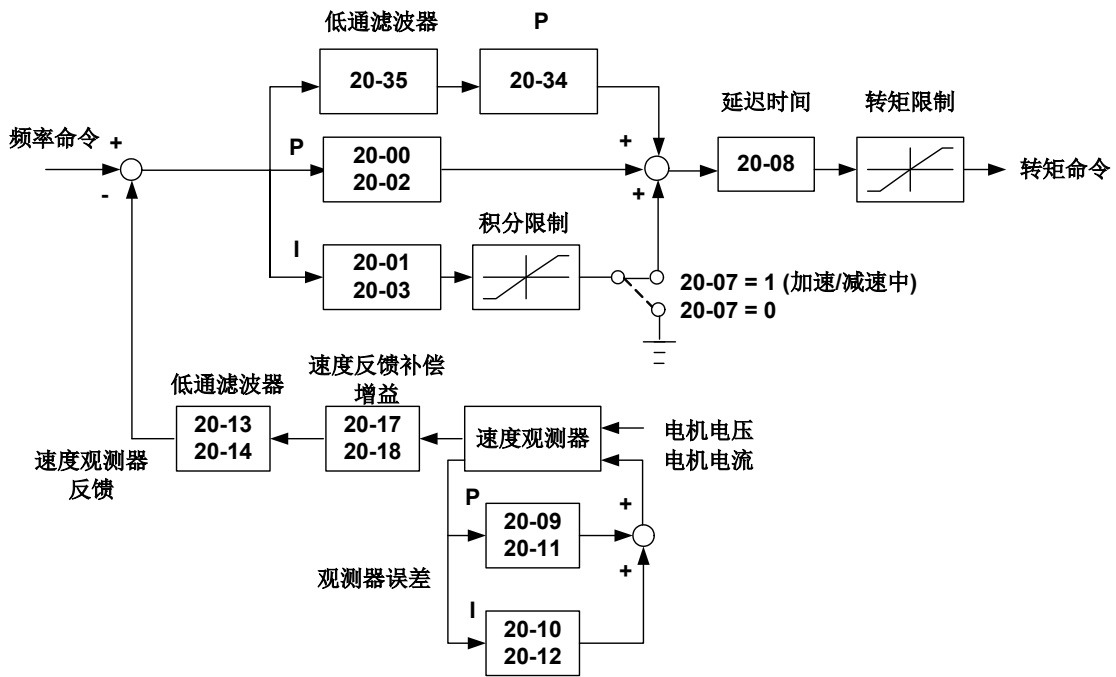 低通滤波器
P
20-35
20-34
延迟时间
转矩限制
频率命令
+
-
P
20-00
20-02
+
+
20-08
转矩命令
积分限制
I
20-01
20-03
20-07 = 1 (加速/减速中)
20-07 = 0
速度反馈补偿
增益
低通滤波器
20-13
20-14
20-17
20-18
速度观测器
电机电压
电机电流
速度观测器
反馈
P
20-09
20-11
+
+
观测器误差
I
20-10
20-12